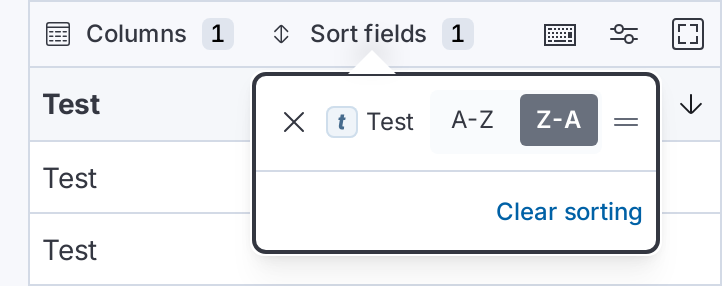 Columns 1 Sort fields 1
Test
t Test A-Z Z-A
Test
Clear sorting
Test